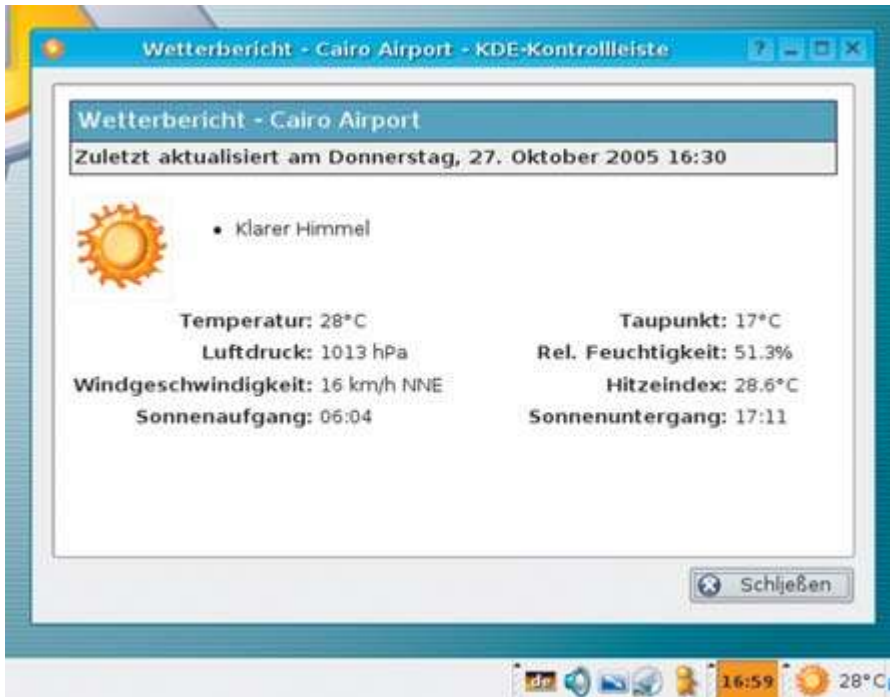 Wetterbericht - Cairo Airport - KDE-Kontrollleiste
Wetterbericht - Cairo Airport
Zuletzt aktualisiert am Donnerstag, 27. Oktober 2005 16:30
• Klarer Himmel
Temperatur: 28°C Taupunkt: 17°C
Luftdruck: 1013 hPa Rel. Feuchtigkeit: 51.3%
Windgeschwindigkeit: 16 km/h NNE Hitzeindex: 28.6°C
Sonnenaufgang: 06:04 Sonnenuntergang: 17:11
Schließen
de 16:59 28°C